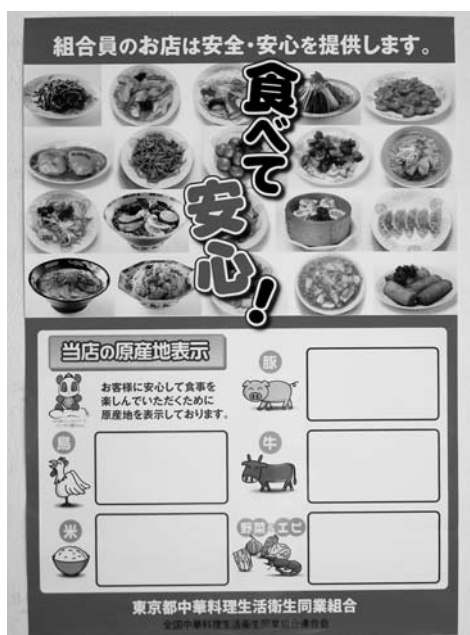 組合員のお店は安全・安心を提供します。
食べて
安心!
当店の原産地表示
お客様に安心して食事を
楽しんでいただくために
原産地を表示しております。
豚
鳥
牛
米
野菜&エビ
東京都中華料理生活衛生同業組合
全国中華料理生活衛生同業組合連合会